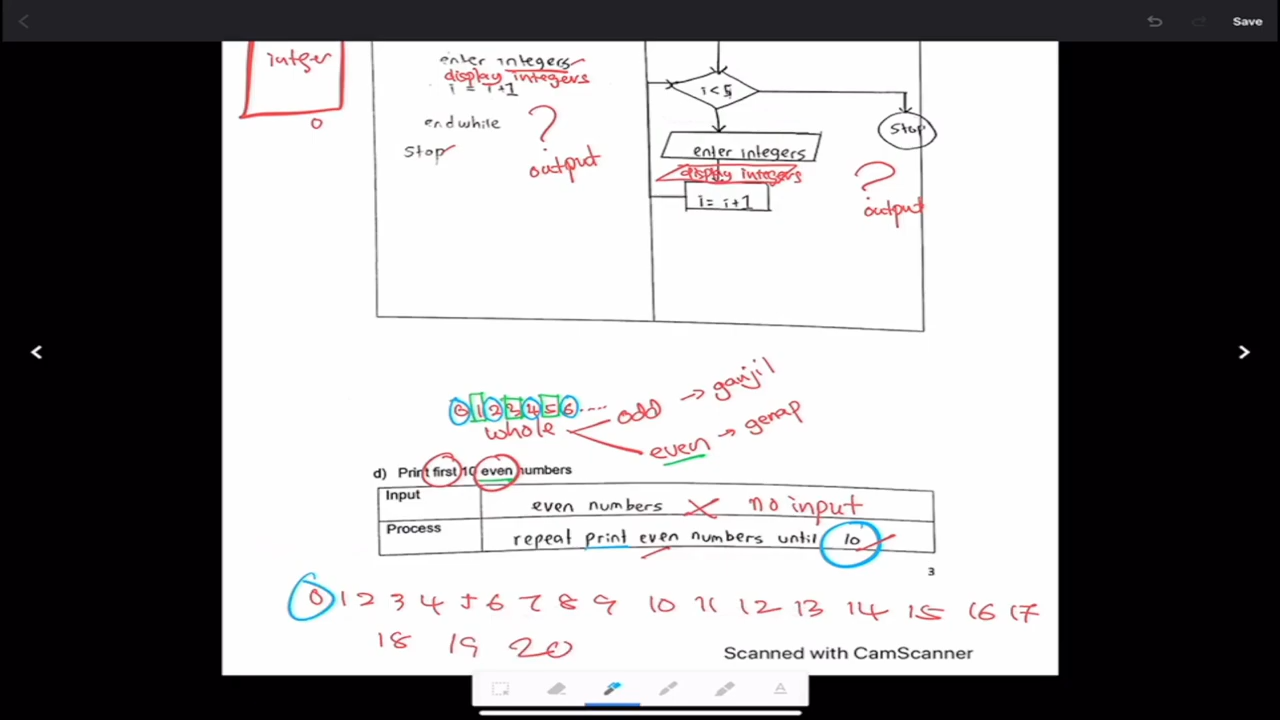 Save
integer
0
enter integers
display integers
i = i+1
endwhile
stop
?
output
i<5
stop
enter integers
display integers
i = i+1
?
output
0 1 2 3 4 5 6 ....
whole
odd → ganjil
even → genap
d) Print first 10 even numbers
Input
even numbers X no input
Process
repeat print even numbers until 10
3
0 1 2 3 4 5 6 7 8 9 10 11 12 13 14 15 16 17
18 19 20
Scanned with CamScanner
A